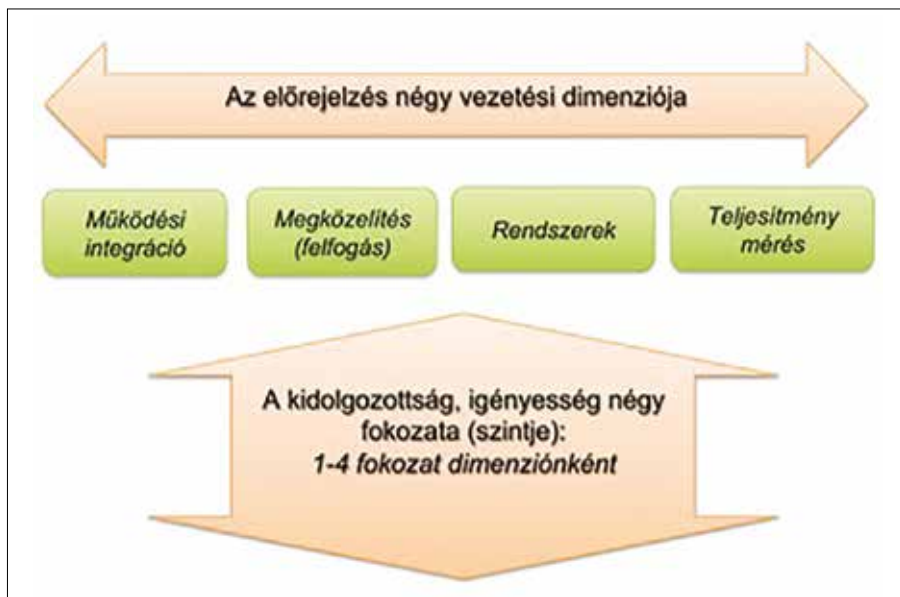 Az előrejelzés négy vezetési dimenziója
Működési
integráció
Megközelítés
(felfogás)
Rendszerek
Teljesítmény
mérés
A kidolgozottság, igényesség négy
fokozata (szintje):
1-4 fokozat dimenziónként